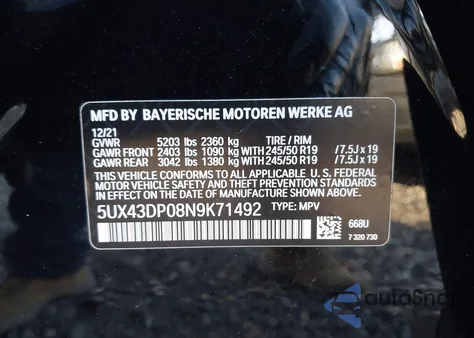 MFD BY BAYERISCHE MOTOREN WERKE AG
12/21
GVWR 5203 lbs 2360 kg TIRE / RIM
GAWR FRONT 2403 lbs 1090 kg WITH 245/50 R19 /7.5J x 19
GAWR REAR 3042 lbs 1380 kg WITH 245/50 R19 /7.5J x 19
THIS VEHICLE CONFORMS TO ALL APPLICABLE U. S. FEDERAL
MOTOR VEHICLE SAFETY AND THEFT PREVENTION STANDARDS
IN EFFECT ON THE DATE OF MANUFACTURE SHOWN ABOVE.
5UX43DP08N9K71492 TYPE: MPV
668U
7 320 730